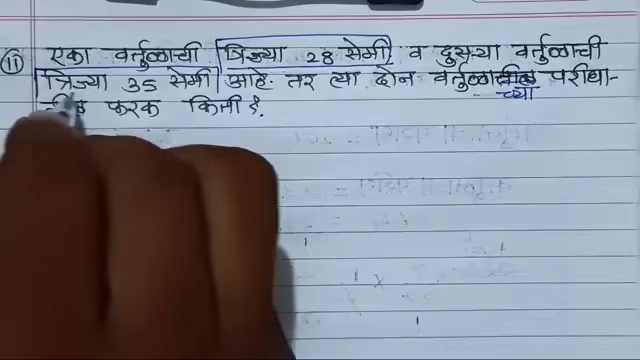 (11) एका वर्तुळाची त्रिज्या 28 सेमी व दुसऱ्या वर्तुळाची
त्रिज्या 35 सेमी आहे. तर त्या दोन वर्तुळाच्या परीघा-
फरक किती ?.